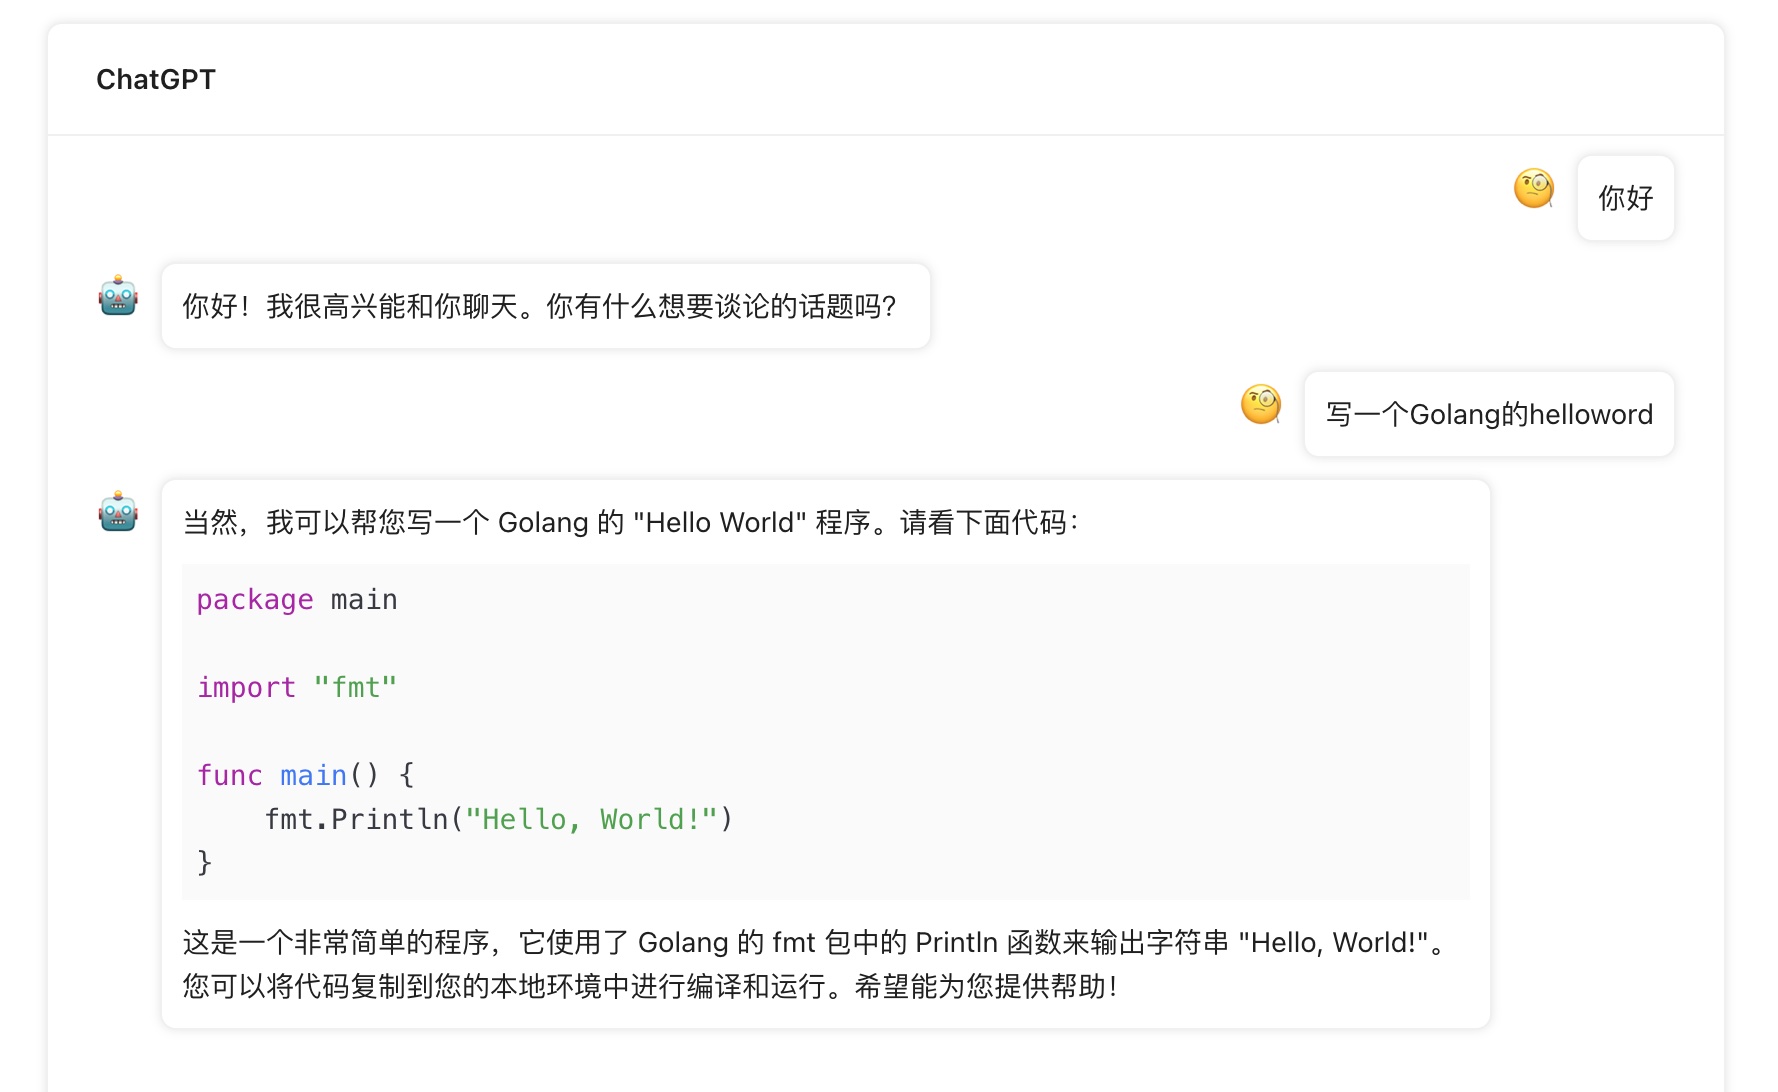 ChatGPT
你好
你好！我很高兴能和你聊天。你有什么想要谈论的话题吗？
写一个Golang的helloword
当然，我可以帮您写一个 Golang 的 "Hello World" 程序。请看下面代码：
package main
import "fmt"
func main() {
    fmt.Println("Hello, World!")
}
这是一个非常简单的程序，它使用了 Golang 的 fmt 包中的 Println 函数来输出字符串 "Hello, World!"。
您可以将代码复制到您的本地环境中进行编译和运行。希望能为您提供帮助！